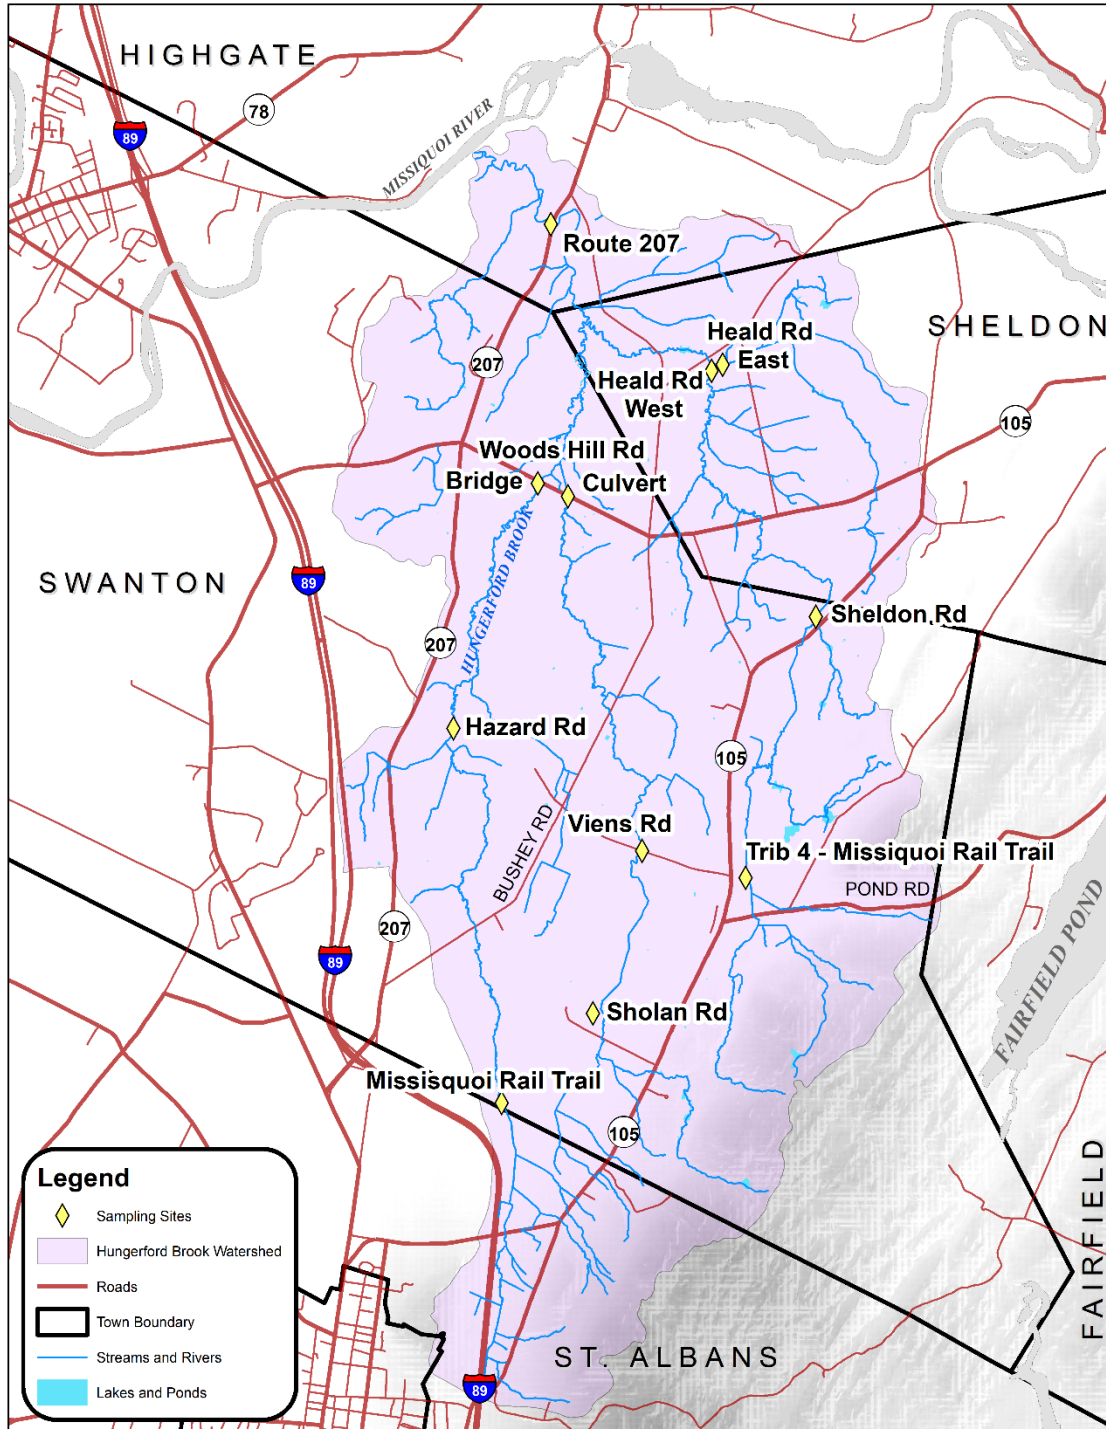 HIGHGATE
78
89
MISSIQUOI RIVER
Route 207
SHELDON
Heald Rd
East
207
Heald Rd
West
105
Woods Hill Rd
Bridge
Culvert
HUNGERFORD BROOK
SWANTON
89
Sheldon Rd
207
Hazard Rd
105
Viens Rd
BUSHEY RD
Trib 4 - Missiquoi Rail Trail
POND RD
207
89
FAIRFIELD POND
Sholan Rd
Missisquoi Rail Trail
105
FAIRFIELD
Legend
Sampling Sites
Hungerford Brook Watershed
Roads
Town Boundary
Streams and Rivers
Lakes and Ponds
ST. ALBANS
89